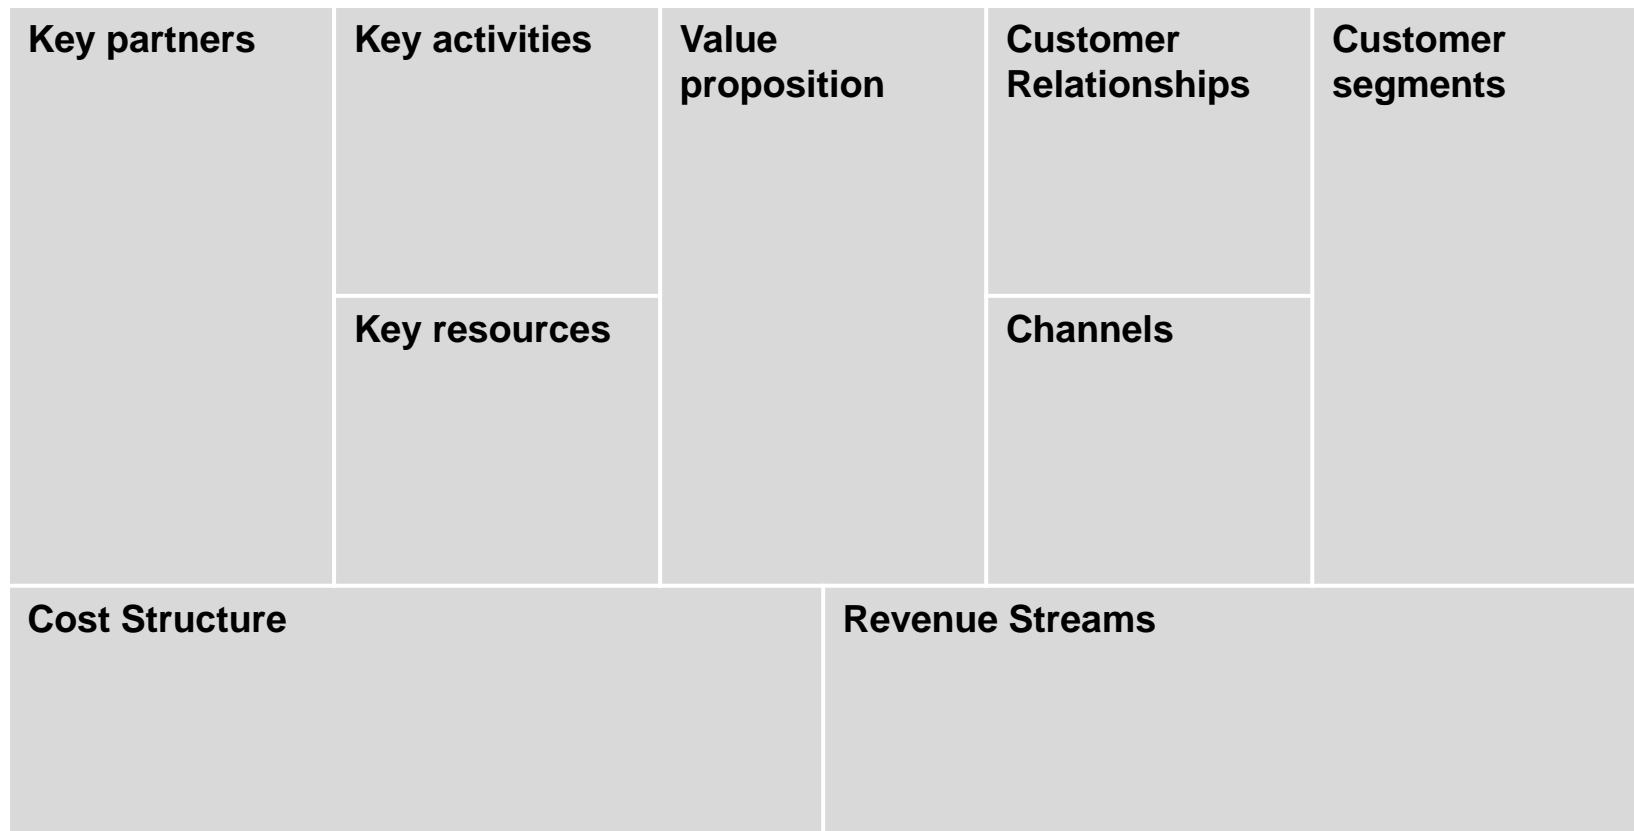 Key partners
Key activities
Value
proposition
Customer
Relationships
Customer
segments
Key resources
Channels
Cost Structure
Revenue Streams